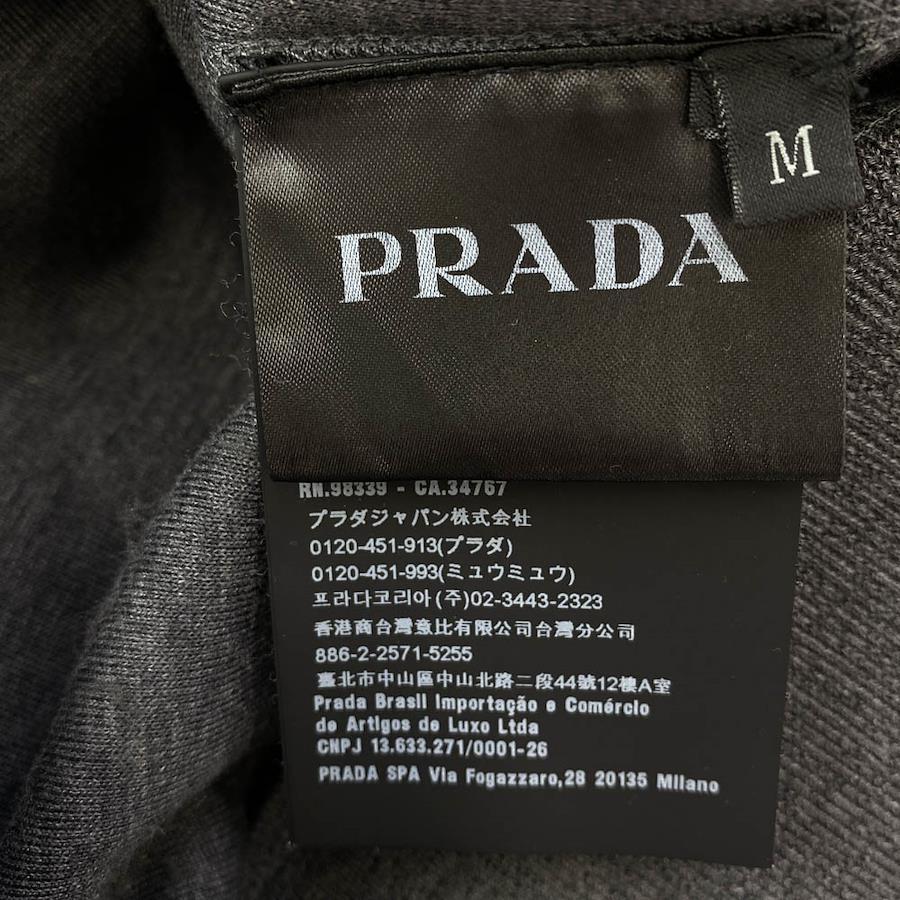 M
PRADA
RN.98339 - CA.34767
プラダジャパン株式会社
0120-451-913(プラダ)
0120-451-993(ミュウミュウ)
프라다코리아(주)02-3443-2323
香港商台灣意比有限公司台灣分公司
886-2-2571-5255
臺北市中山區中山北路二段44號12樓A室
Prada Brasil Importação e Comércio
de Artigos de Luxo Ltda
CNPJ 13.633.271/0001-26
PRADA SPA Via Fogazzaro,28 20135 Milano